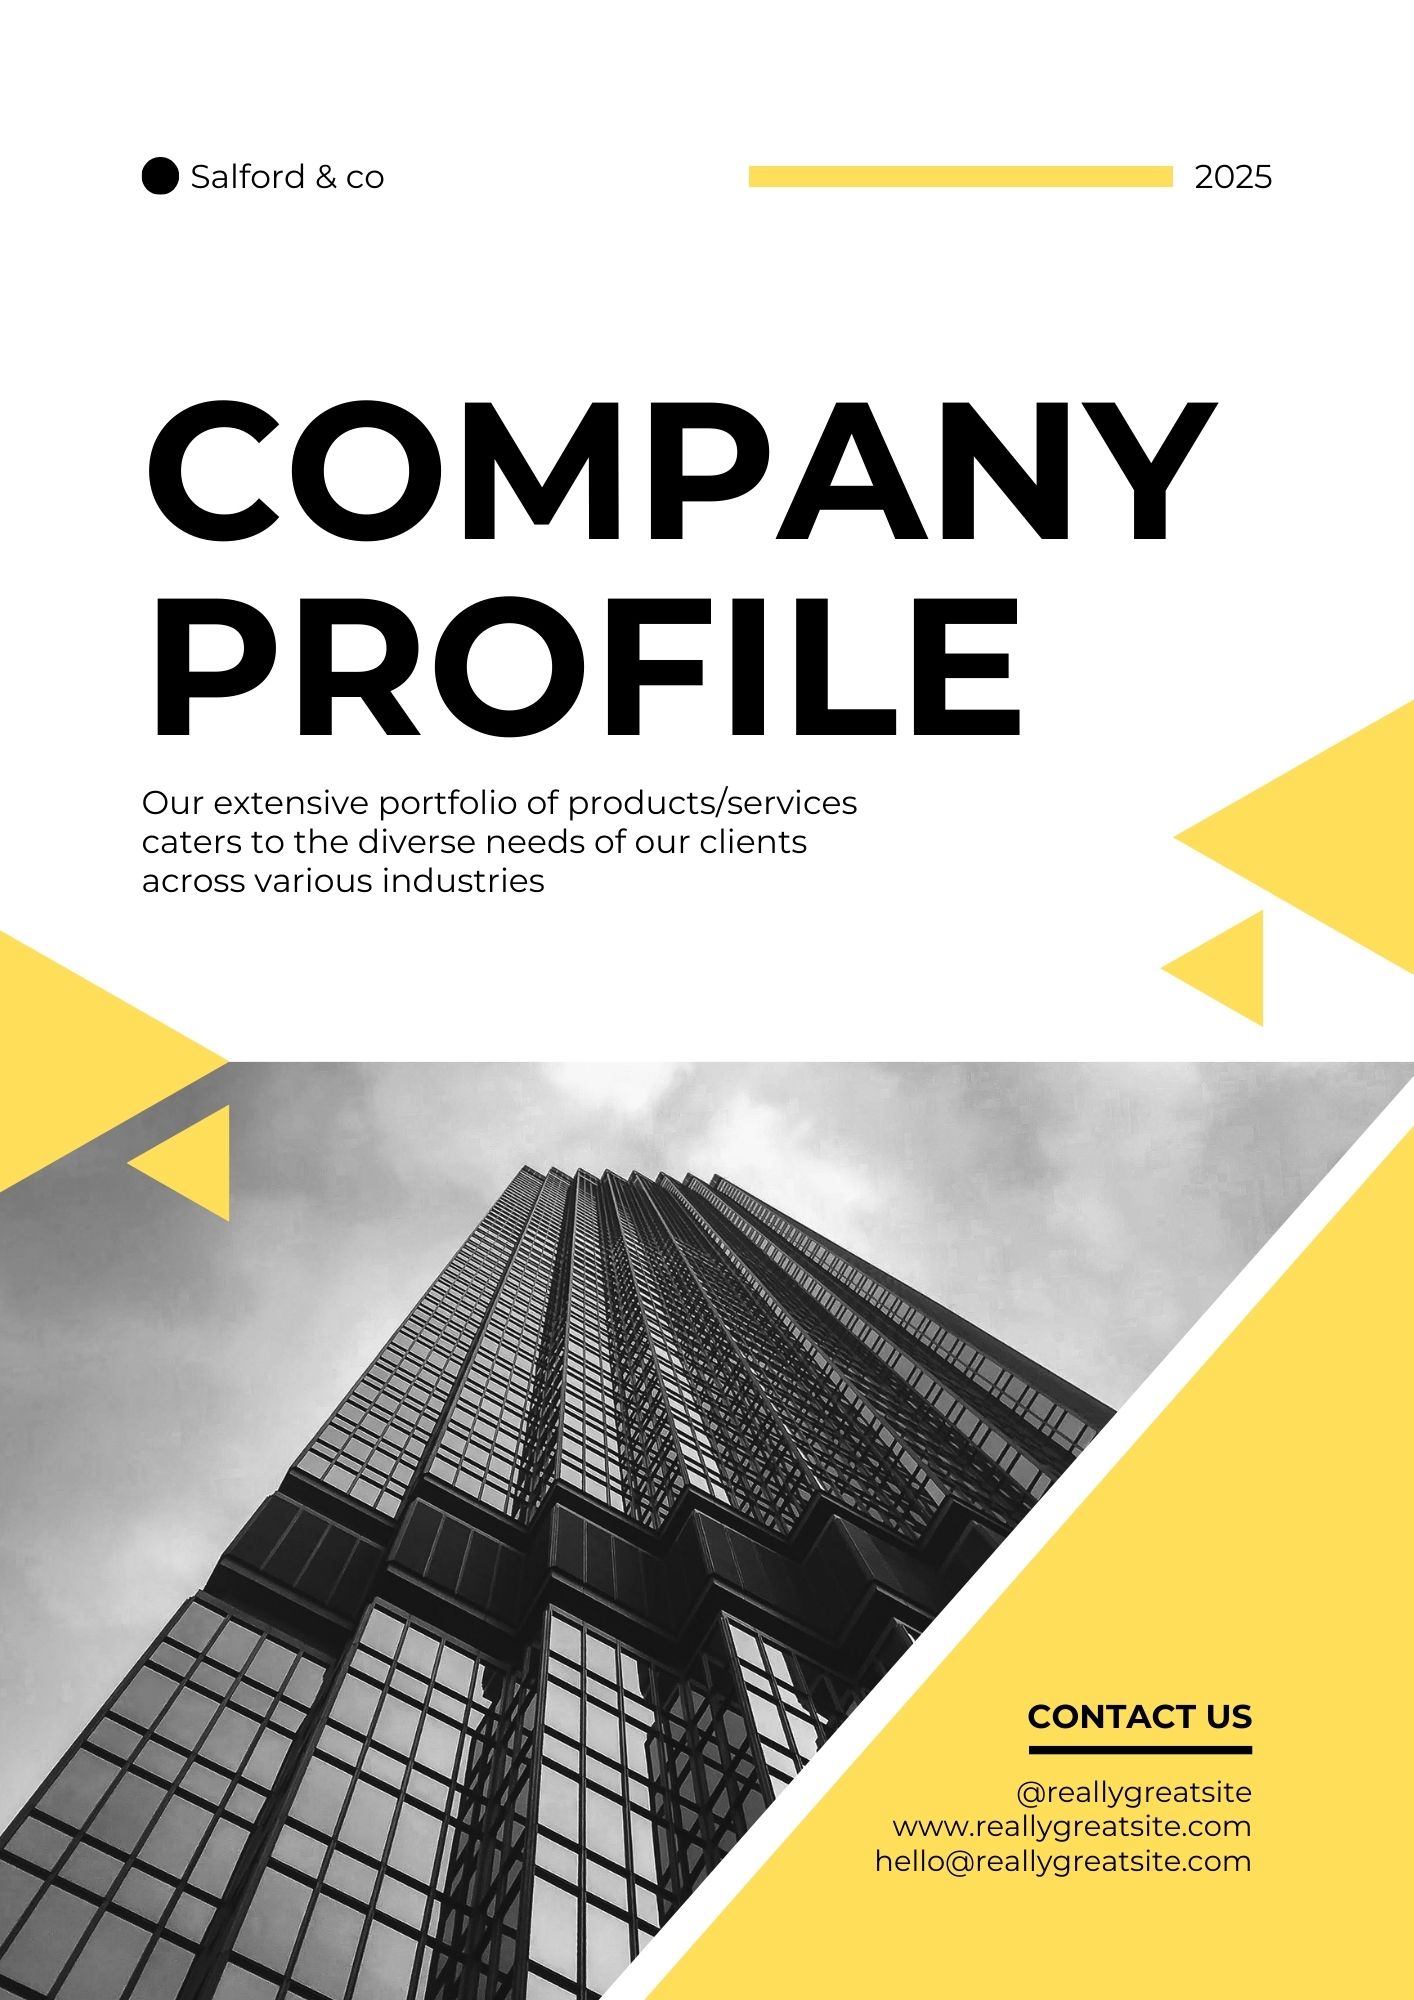 Salford & co
2025
COMPANY
PROFILE
Our extensive portfolio of products/services
caters to the diverse needs of our clients
across various industries
CONTACT US
@reallygreatsite
www.reallygreatsite.com
hello@reallygreatsite.com